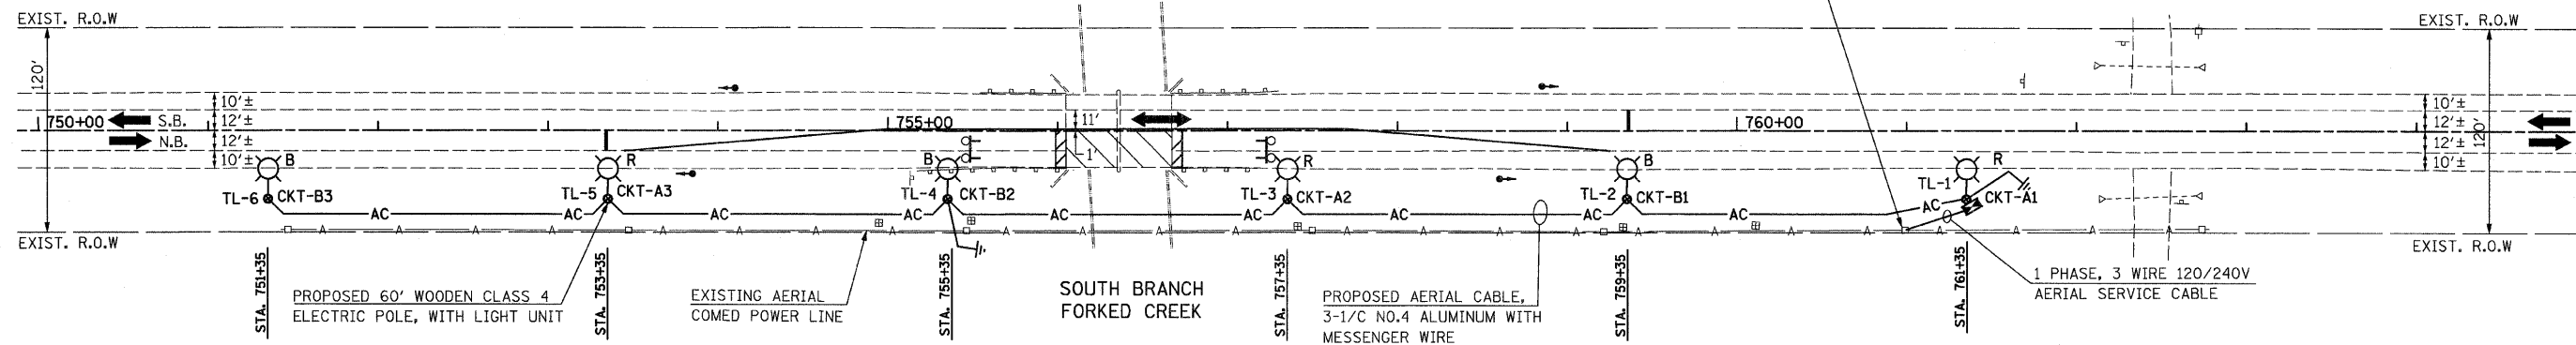 EXIST. R.O.W
EXIST. R.O.W
120'
10'±
12'±
12'±
10'±
750+00
S.B.
N.B.
755+00
11'
1'
760+00
10'±
12'±
12'±
10'±
120'
B
R
B
R
B
R
TL-6
CKT-B3
TL-5
CKT-A3
TL-4
CKT-B2
TL-3
CKT-A2
TL-2
CKT-B1
TL-1
CKT-A1
AC
AC
AC
AC
AC
AC
AC
AC
AC
AC
A A A A A A A A A A A A A A A A A A A A A A A A
EXIST. R.O.W
EXIST. R.O.W
STA. 751+35
STA. 753+35
STA. 755+35
STA. 757+35
STA. 759+35
STA. 761+35
PROPOSED 60' WOODEN CLASS 4
ELECTRIC POLE, WITH LIGHT UNIT
EXISTING AERIAL
COMED POWER LINE
SOUTH BRANCH
FORKED CREEK
PROPOSED AERIAL CABLE,
3-1/C NO.4 ALUMINUM WITH
MESSENGER WIRE
1 PHASE, 3 WIRE 120/240V
AERIAL SERVICE CABLE